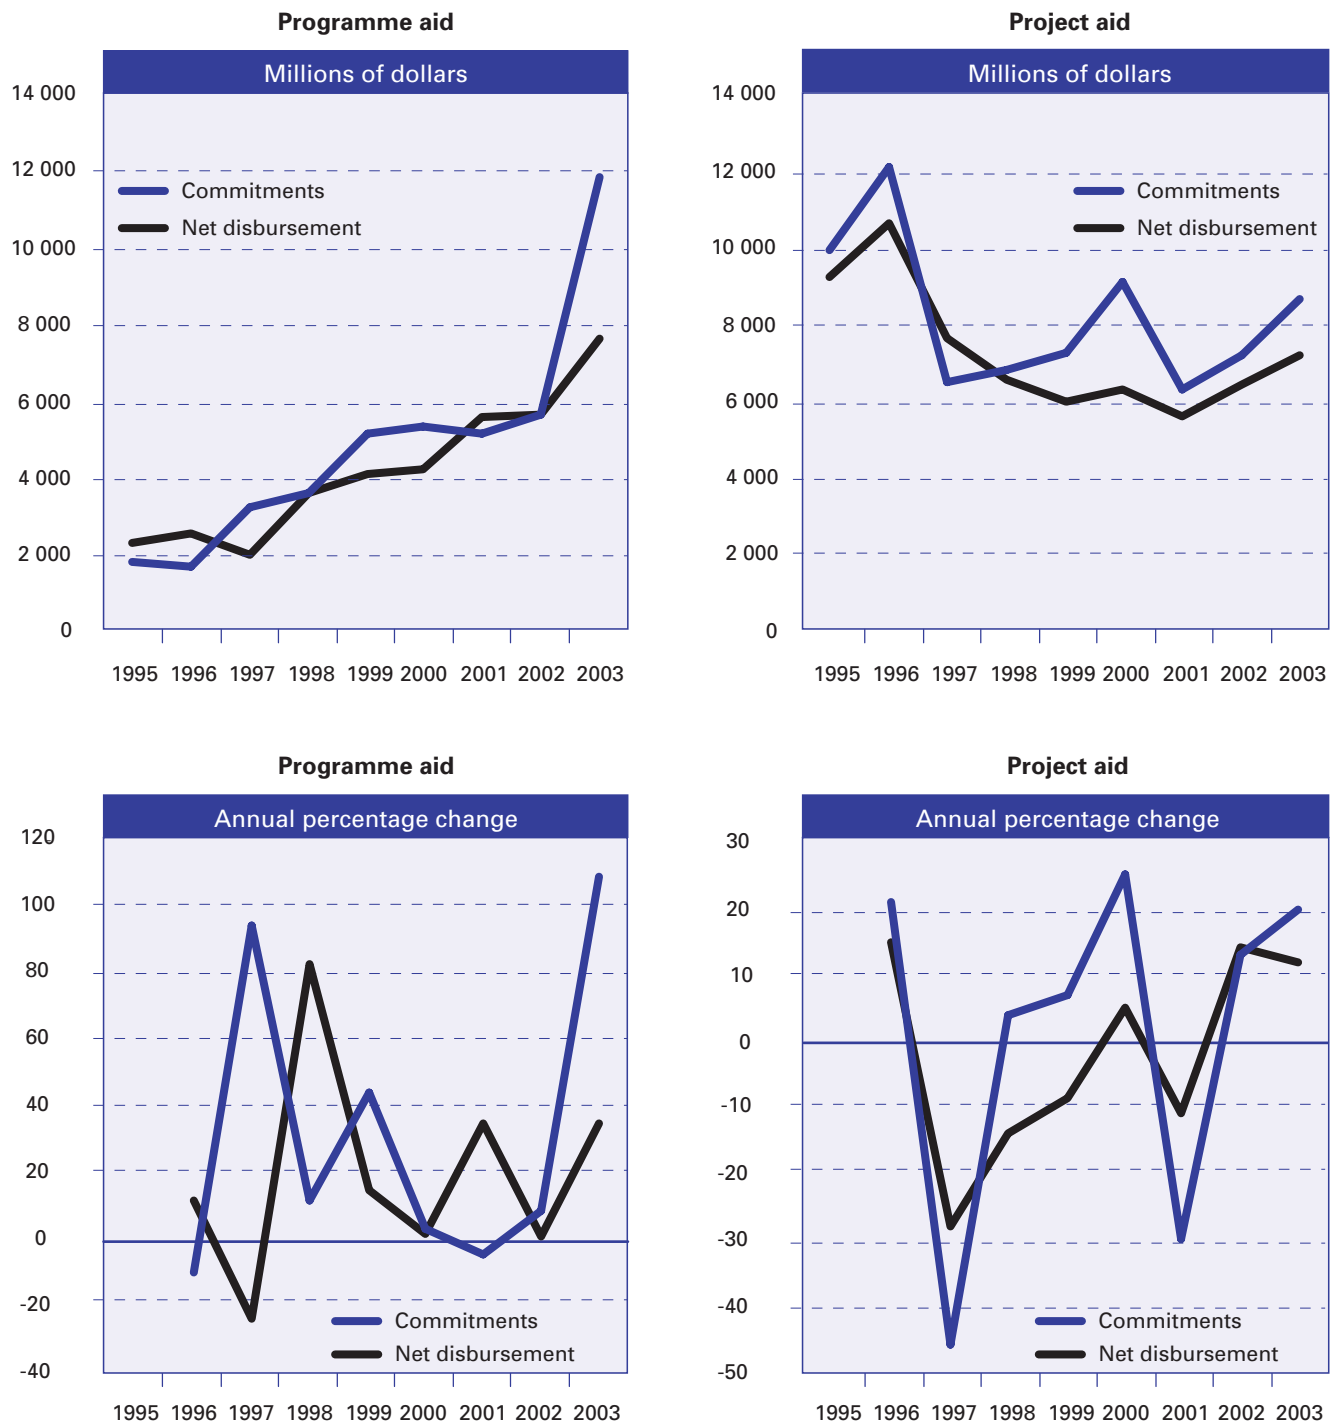 Programme aid
Millions of dollars
14 000
12 000
10 000
8 000
6 000
4 000
2 000
0
Commitments
Net disbursement
1995 1996 1997 1998 1999 2000 2001 2002 2003
Project aid
Millions of dollars
14 000
12 000
10 000
8 000
6 000
4 000
2 000
0
Commitments
Net disbursement
1995 1996 1997 1998 1999 2000 2001 2002 2003
Programme aid
Annual percentage change
120
100
80
60
40
20
0
-20
-40
Commitments
Net disbursement
1995 1996 1997 1998 1999 2000 2001 2002 2003
Project aid
Annual percentage change
30
20
10
0
-10
-20
-30
-40
-50
Commitments
Net disbursement
1995 1996 1997 1998 1999 2000 2001 2002 2003